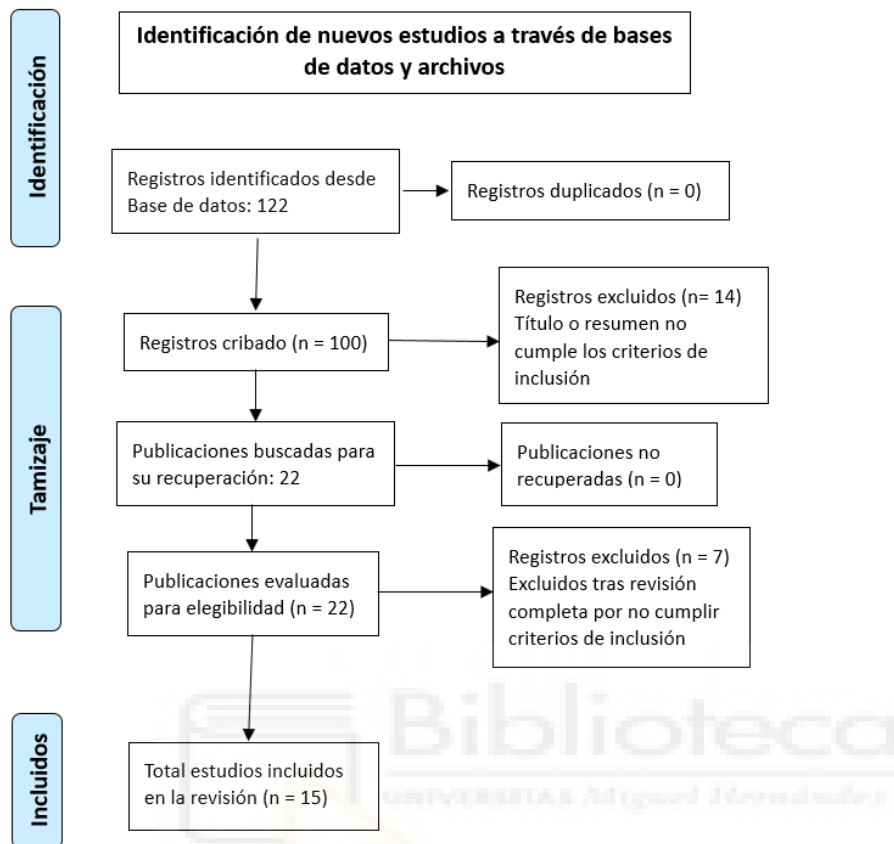 Identificación
Identificación de nuevos estudios a través de bases
de datos y archivos
Registros identificados desde
Base de datos: 122
Registros duplicados (n = 0)
Tamizaje
Registros cribado (n = 100)
Registros excluidos (n= 14)
Título o resumen no
cumple los criterios de
inclusión
Publicaciones buscadas para
su recuperación: 22
Publicaciones no
recuperadas (n = 0)
Publicaciones evaluadas
para elegibilidad (n = 22)
Registros excluidos (n = 7)
Excluidos tras revisión
completa por no cumplir
criterios de inclusión
Incluidos
Total estudios incluidos
en la revisión (n = 15)
Biblioteca
UNIVERSITAS Miguel Hernández